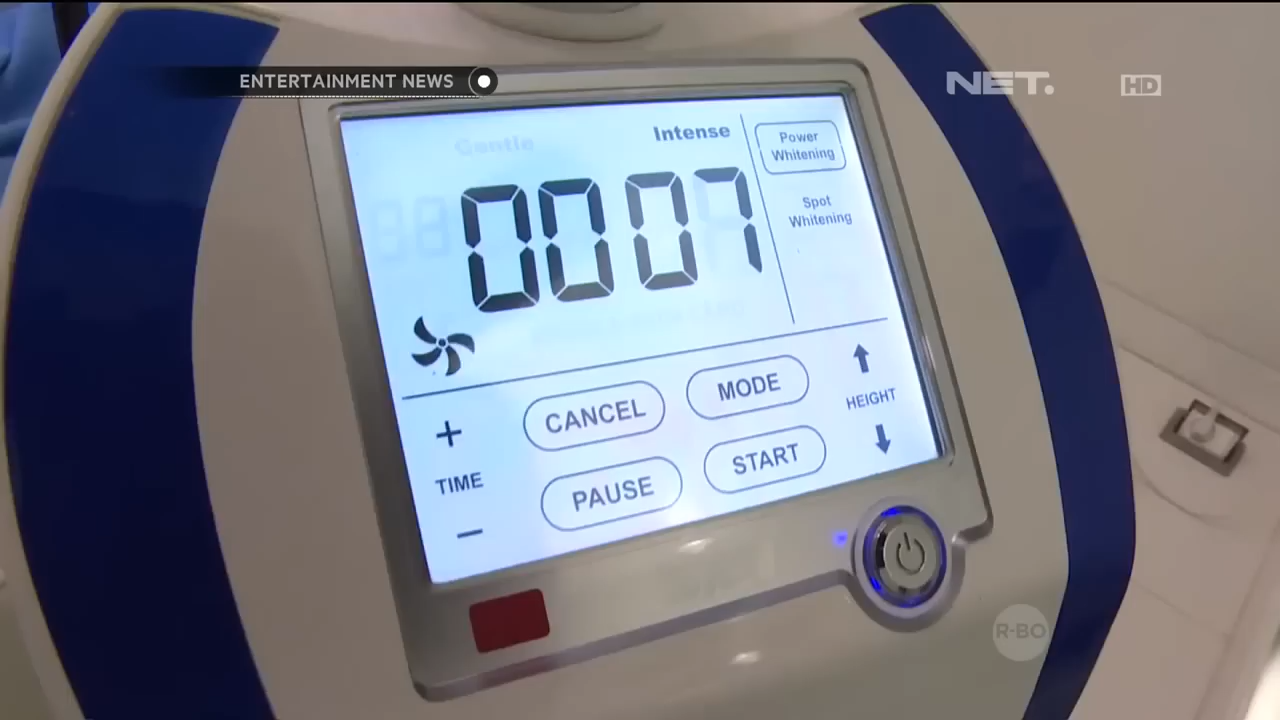 ENTERTAINMENT NEWS
NET.
HD
Gentle
Intense
Power
Whitening
Spot
Whitening
0007
CANCEL
MODE
HEIGHT
TIME
PAUSE
START
R-BO